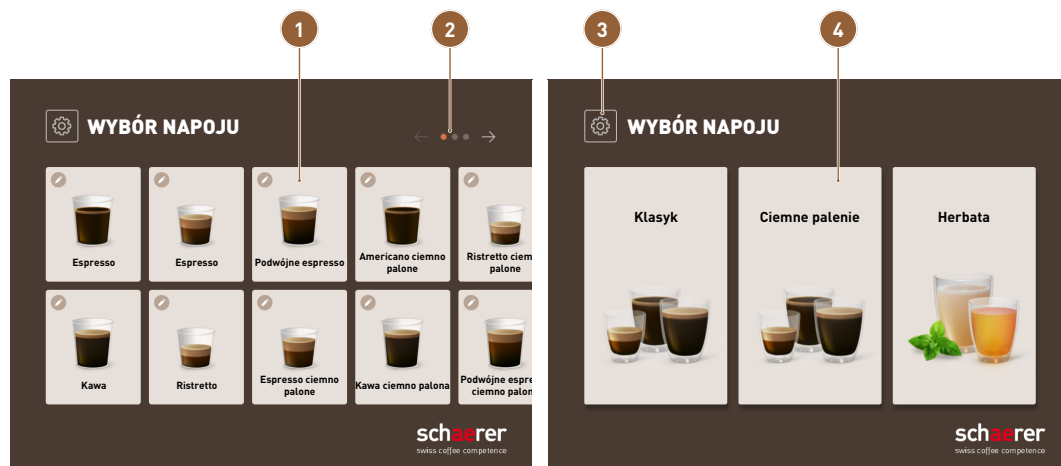 1
2
3
4
WYBÓR NAPOJU
Espresso
Espresso
Podwójne espresso
Americano ciemno
palone
Ristretto ciem
palone
Kawa
Ristretto
Espresso ciemno
palone
Kawa ciemno palona
Podwójne espre
ciemno palon
schaerer
swiss coffee competence
WYBÓR NAPOJU
Klasyk
Ciemne palenie
Herbata
schaerer
swiss coffee competence